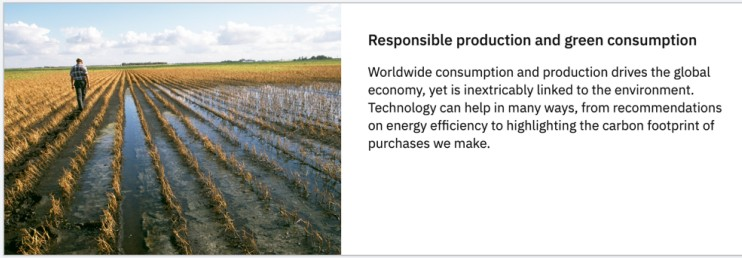 Responsible production and green consumption
Worldwide consumption and production drives the global
economy, yet is inextricably linked to the environment.
Technology can help in many ways, from recommendations
on energy efficiency to highlighting the carbon footprint of
purchases we make.